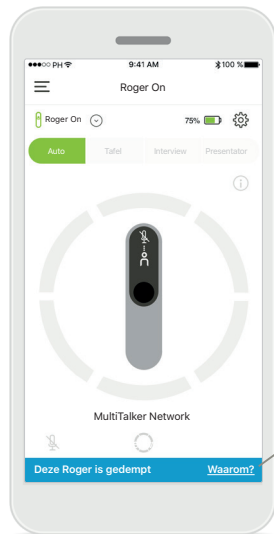 PH 9:41 AM 100 %
Roger On
Roger On 75%
Auto Tafel Interview Presentator
MultiTalker Network
Deze Roger is gedempt Waarom?